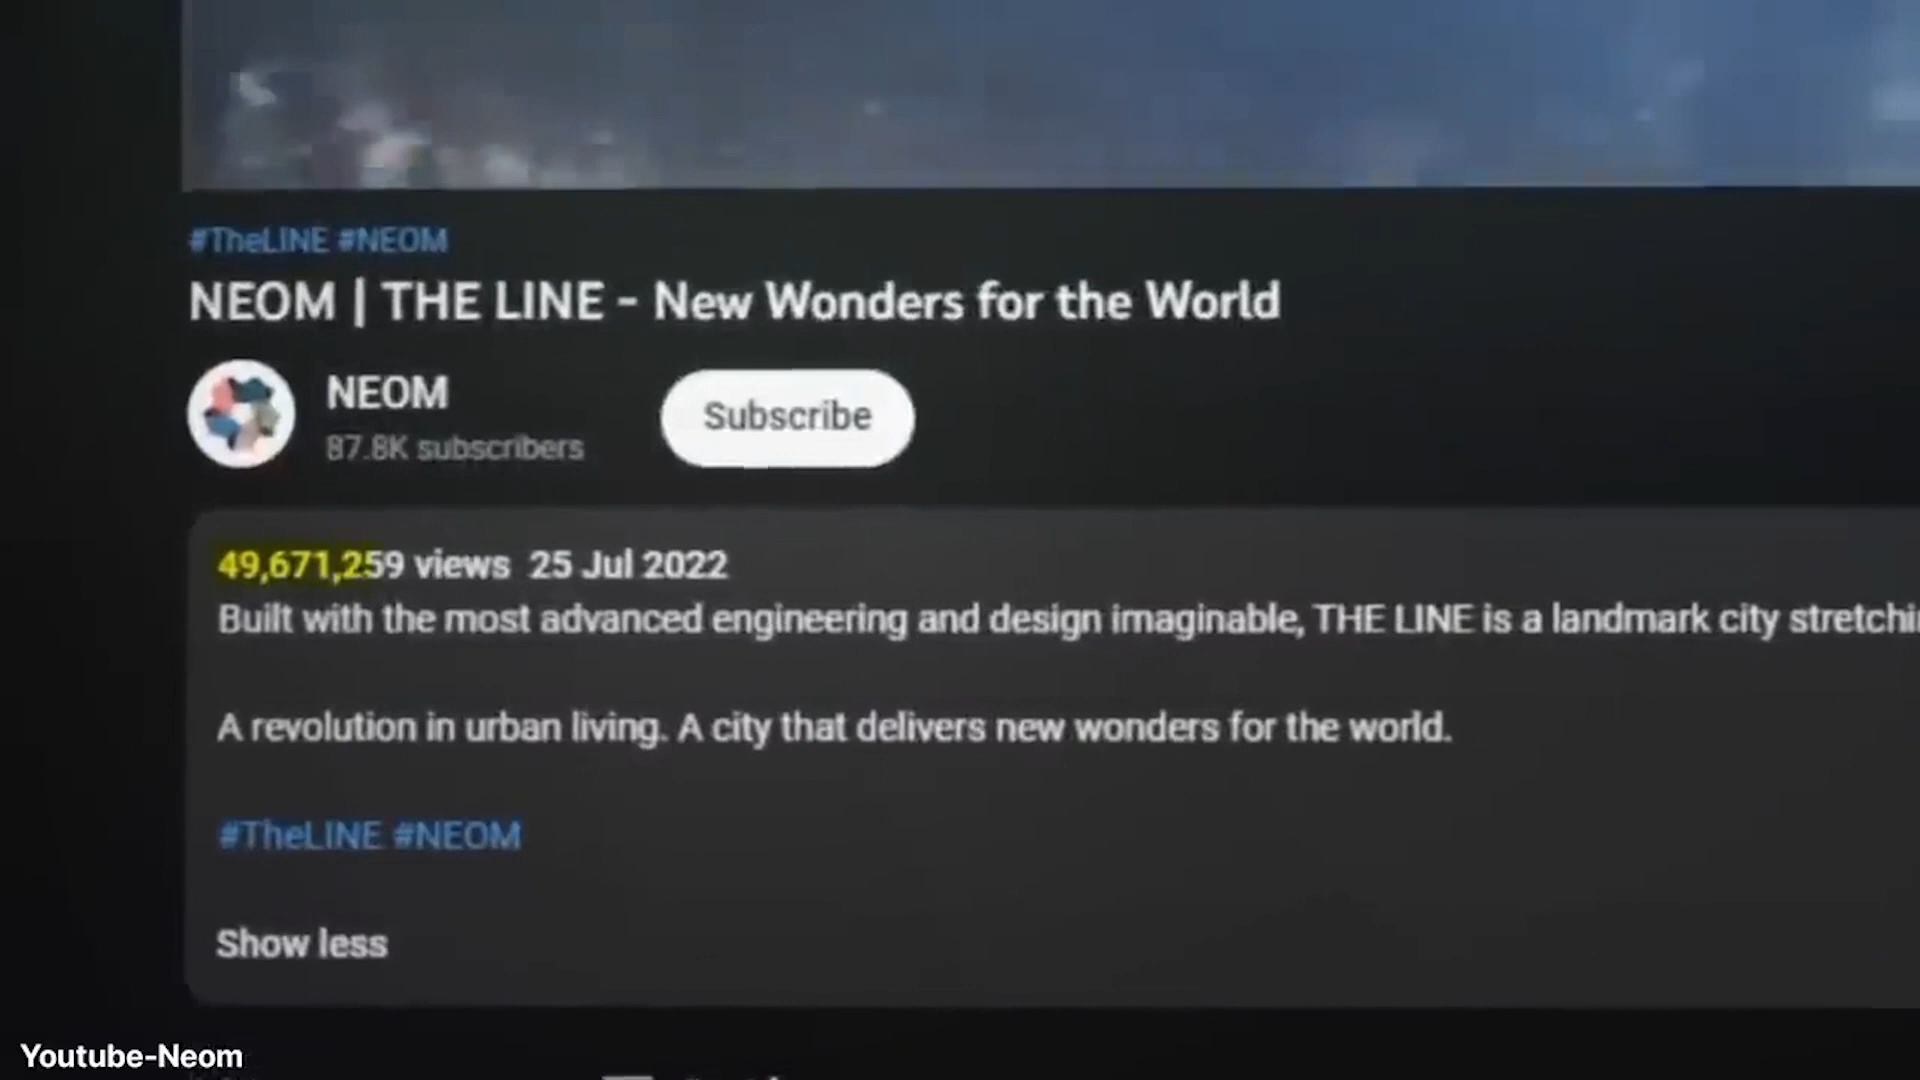 #TheLINE #NEOM
NEOM | THE LINE - New Wonders for the World
NEOM
Subscribe
87.8K subscribers
49,671,259 views 25 Jul 2022
Built with the most advanced engineering and design imaginable, THE LINE is a landmark city
A revolution in urban living. A city that delivers new wonders for the world.
#TheLINE #NEOM
Show less
Youtube-Neom